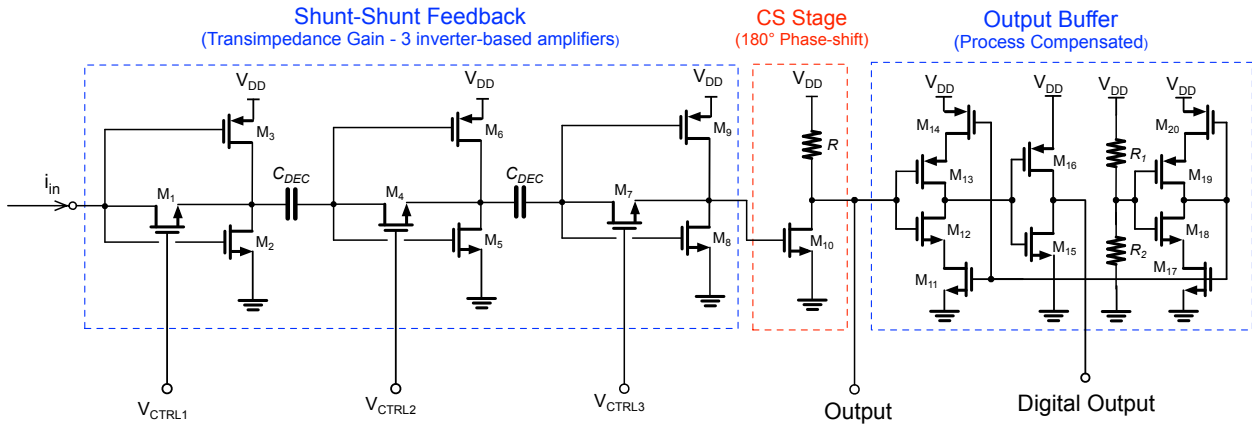 Shunt-Shunt Feedback
(Transimpedance Gain - 3 inverter-based amplifiers)
CS Stage
(180° Phase-shift)
Output Buffer
(Process Compensated)
VDD
VDD
VDD
VDD
VDD
VDD
VDD
VDD
M3
M6
M9
M14
M20
R
R1
M16
M13
M19
iin
M1
CDEC
M4
CDEC
M7
M2
M5
M8
M10
M12
M15
R2
M18
M11
M17
VCTRL1
VCTRL2
VCTRL3
Output
Digital Output